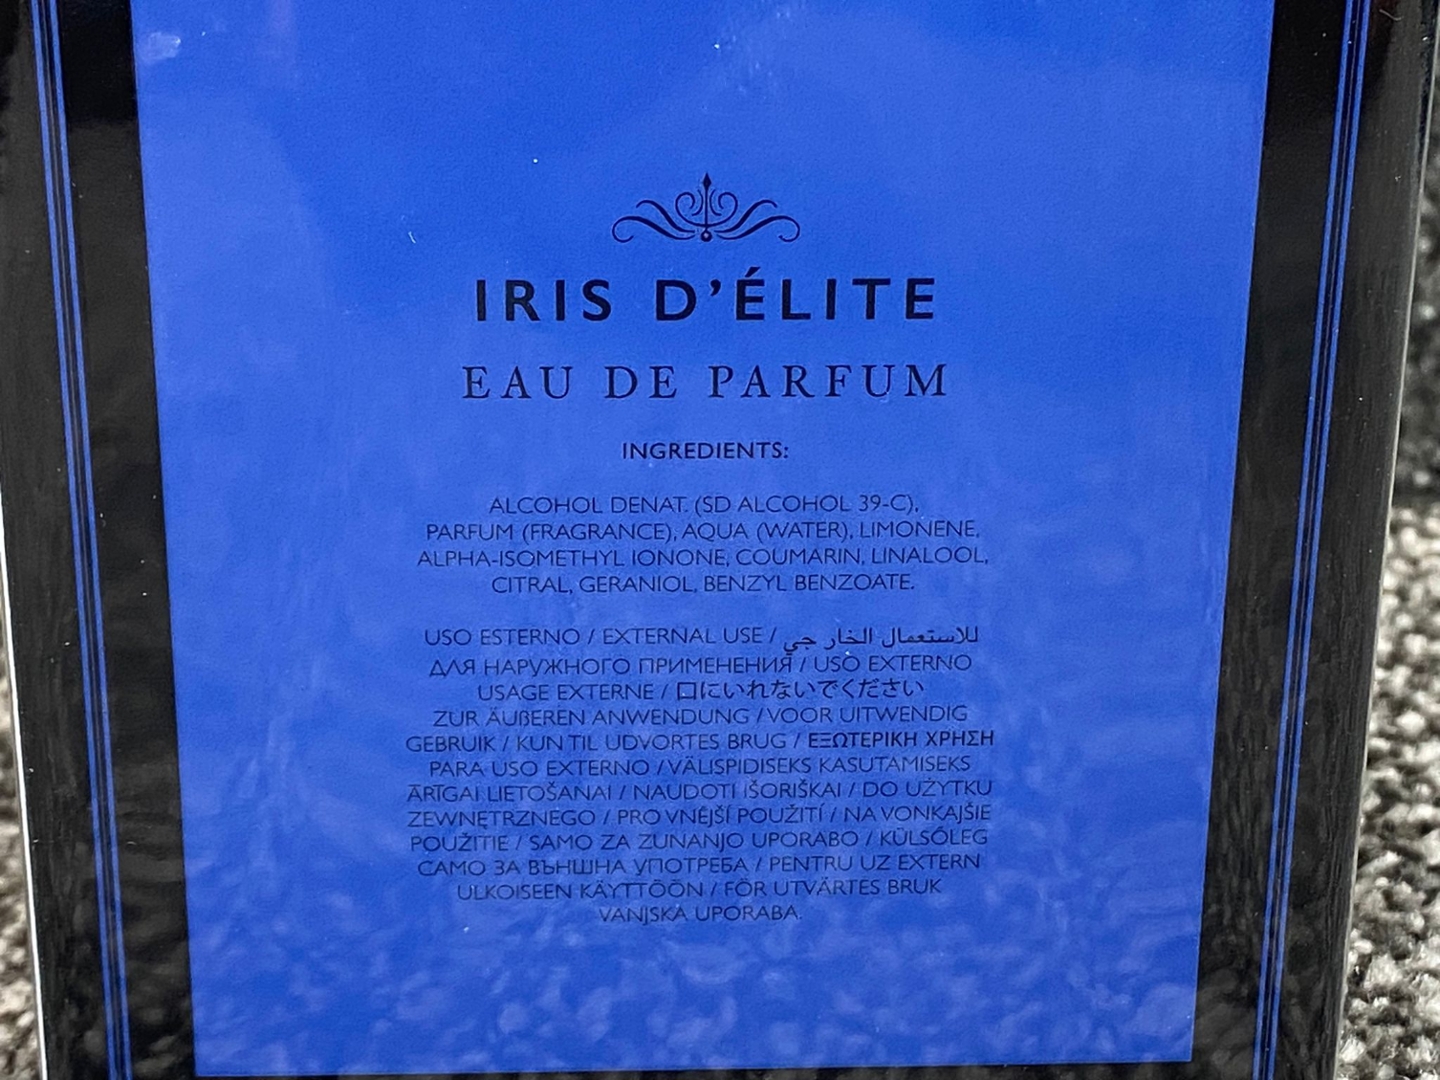 IRIS D'ÉLITE
EAU DE PARFUM
INGREDIENTS:
ALCOHOL DENAT. (SD ALCOHOL 39-C),
PARFUM (FRAGRANCE), AQUA (WATER), LIMONENE,
ALPHA-ISOMETHYL IONONE, COUMARIN, LINALOOL,
CITRAL, GERANIOL, BENZYL BENZOATE.
USO ESTERNO / EXTERNAL USE / للاستعمال الخار جي
ДЛЯ НАРУЖНОГО ПРИМЕНЕНИЯ / USO EXTERNO
USAGE EXTERNE / 口にいれないでください
ZUR ÄUßEREN ANWENDUNG / VOOR UITWENDIG
GEBRUIK / KUN TIL UDVORTES BRUG / ΕΞΩΤΕΡΙΚΗ ΧΡΗΣΗ
PARA USO EXTERNO / VÄLISPIDISEKS KASUTAMISEKS
ĀRĪGAI LIETOŠANAI / NAUDOTI IŠORIŠKAI / DO UŻYTKU
ZEWNĘTRZNEGO / PRO VNĚJŠÍ POUŽITÍ / NA VONKAJŠIE
POUŽITIE / SAMO ZA ZUNANJO UPORABO / KÜLSŐLEG
САМО ЗА ВЪНШНА УПОТРЕБА / PENTRU UZ EXTERN
ULKOISEEN KÄYTTÖÖN / FÖR UTVÄRTES BRUK
VANJSKA UPORABA.